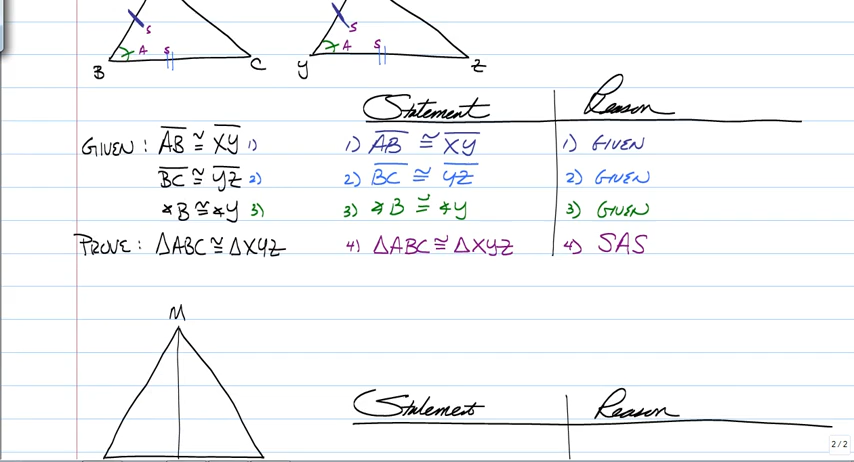 S S
A S A S
B C Y Z
Statement Reason
GIVEN : AB ≅ XY 1) 1) AB ≅ XY 1) GIVEN
BC ≅ YZ 2) 2) BC ≅ YZ 2) GIVEN
∢B ≅ ∢Y 3) 3) ∢B ≅ ∢Y 3) GIVEN
PROVE : △ABC ≅ △XYZ 4) △ABC ≅ △XYZ 4) SAS
M
Statement Reason
2 / 2